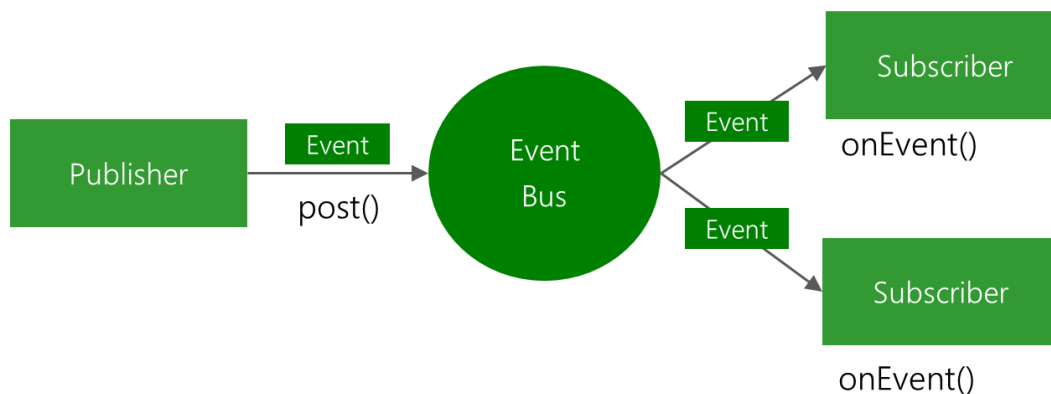 Publisher
Event
post()
Event
Bus
Event
Subscriber
onEvent()
Event
Subscriber
onEvent()